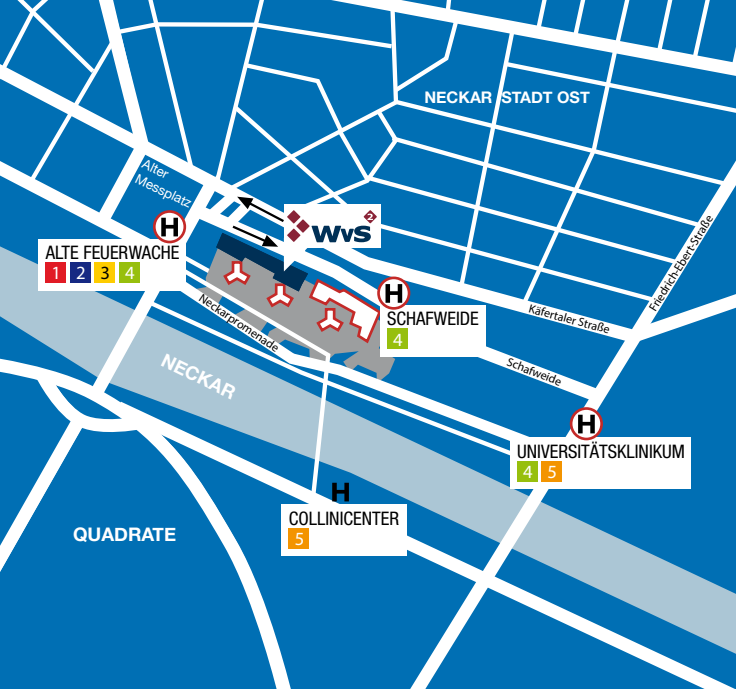 NECKAR STADT OST
Alter
Messplatz
H
ALTE FEUERWACHE
1 2 3 4
WvS
2
H
SCHAFWEIDE
4
Friedrich-Ebert-Straße
Käfertaler Straße
Schafweide
Neckarpromenade
NECKAR
H
UNIVERSITÄTSKLINIKUM
4 5
H
COLLINICENTER
5
QUADRATE